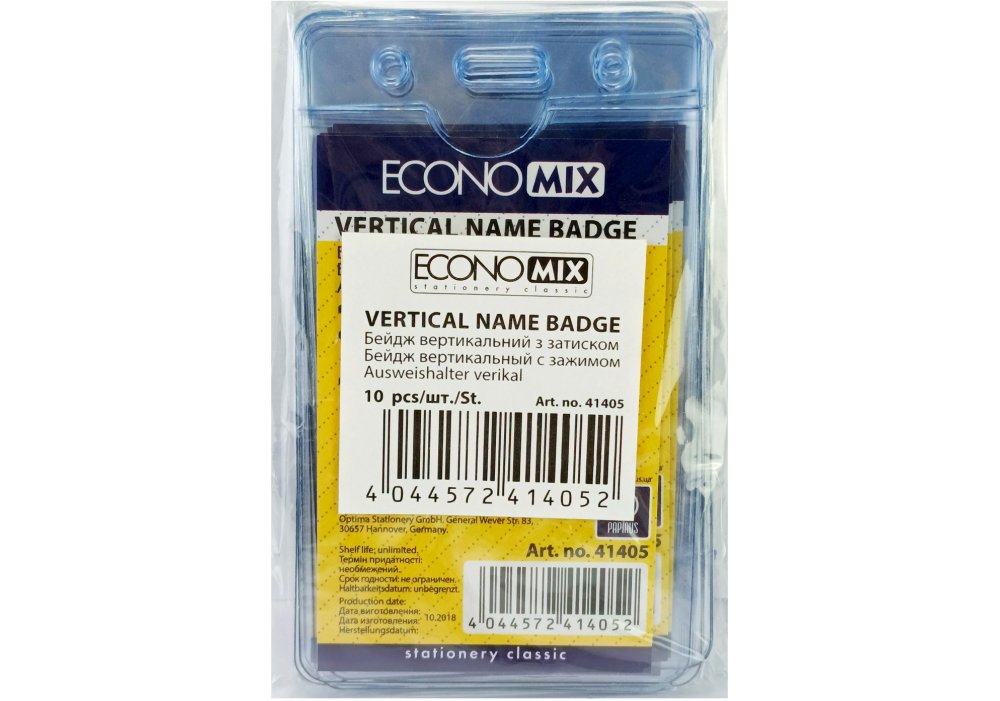 ECONOMIX
VERTICAL NAME BADGE
ECONOMIX
stationery classic
VERTICAL NAME BADGE
Бейдж вертикальний з затиском
Бейдж вертикальный с зажимом
Ausweishalter verikal
10 pcs/шт./St.
Art. no. 41405
4 044572 414052
Optima Stationery GmbH, General Wever Str. 83,
30657 Hannover, Germany.
PAPIRUS
Art. no. 41405
Shelf life: unlimited.
Термін придатності:
необмежений.
Срок годности: не ограничен.
Haltbarkeitsdatum: unbegrenzt.
Production date:
Дата виготовлення:
Дата изготовления:
Herstellungsdatum:
10.2018
4 044572 414052
stationery classic